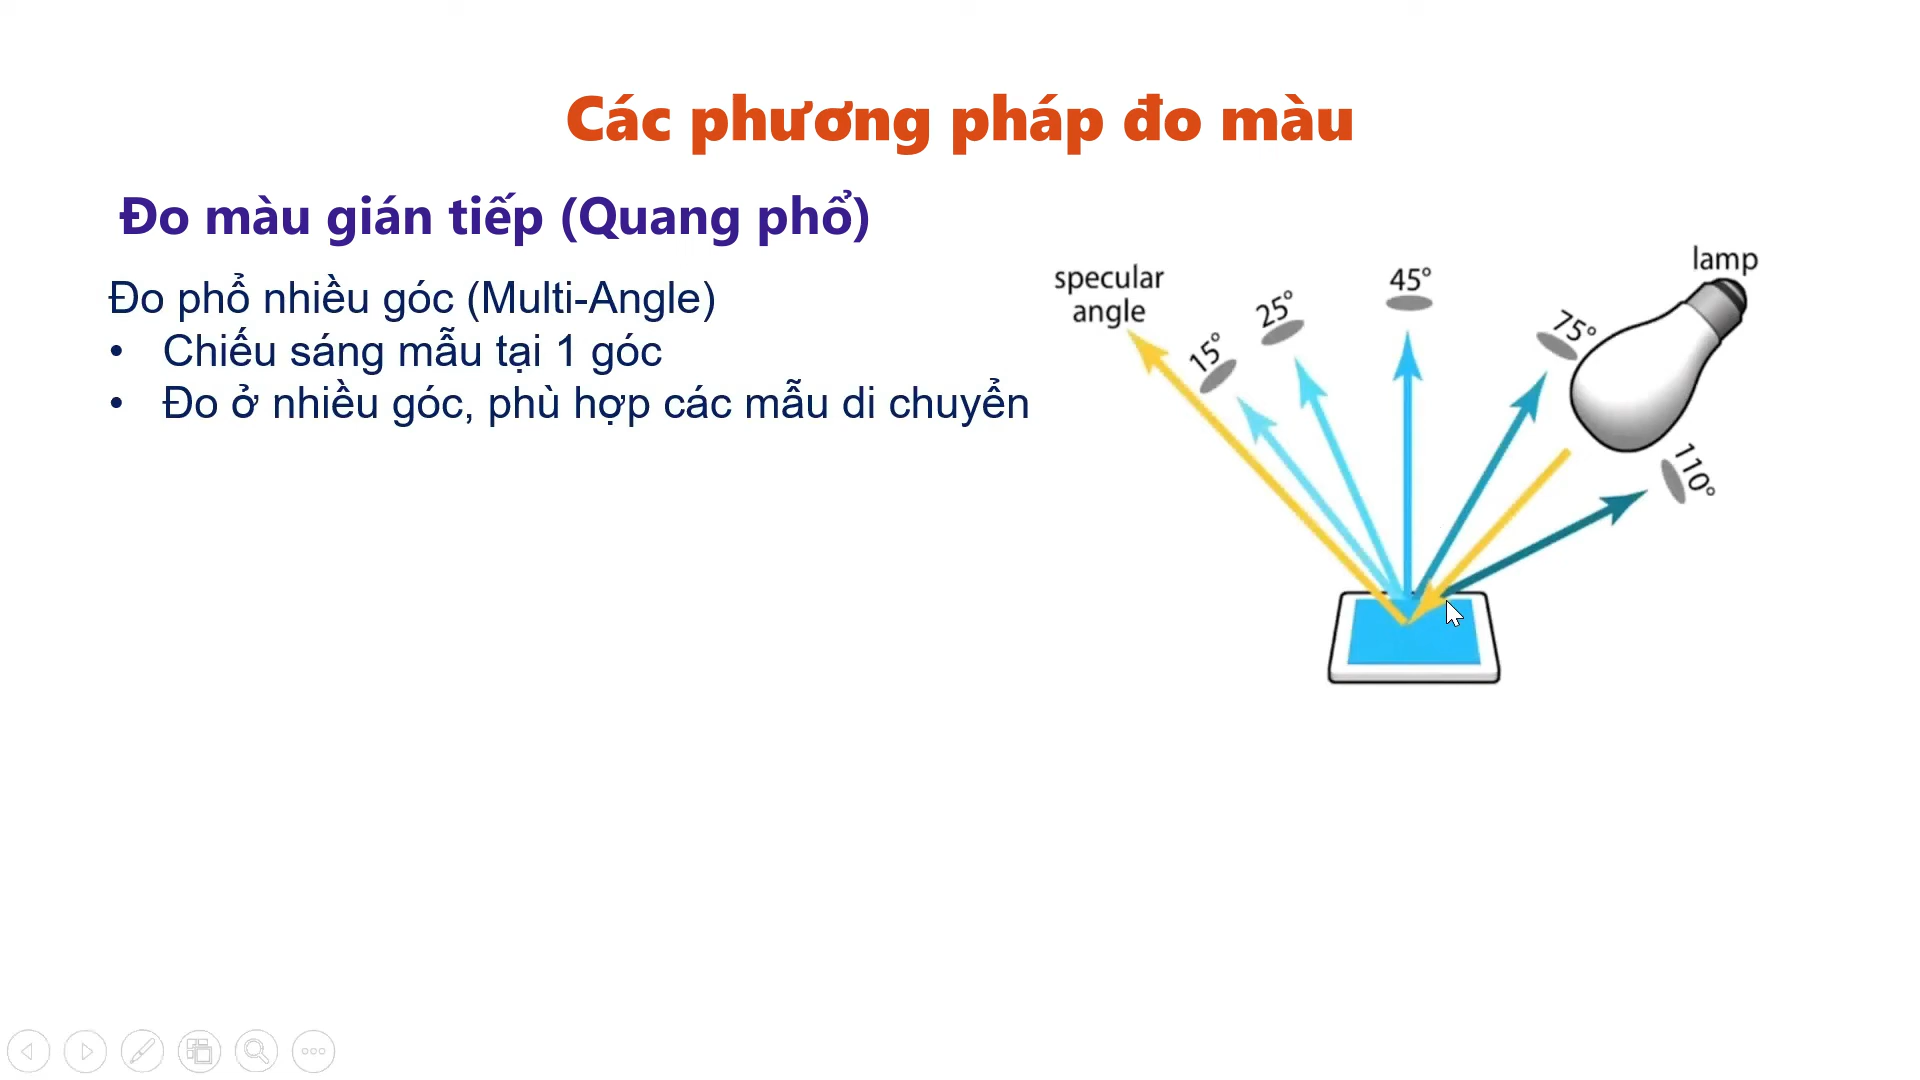 Các phương pháp đo màu
Đo màu gián tiếp (Quang phổ)
Đo phổ nhiều góc (Multi-Angle)
• Chiếu sáng mẫu tại 1 góc
• Đo ở nhiều góc, phù hợp các mẫu di chuyển
specular
angle
15°
25°
45°
75°
lamp
110°